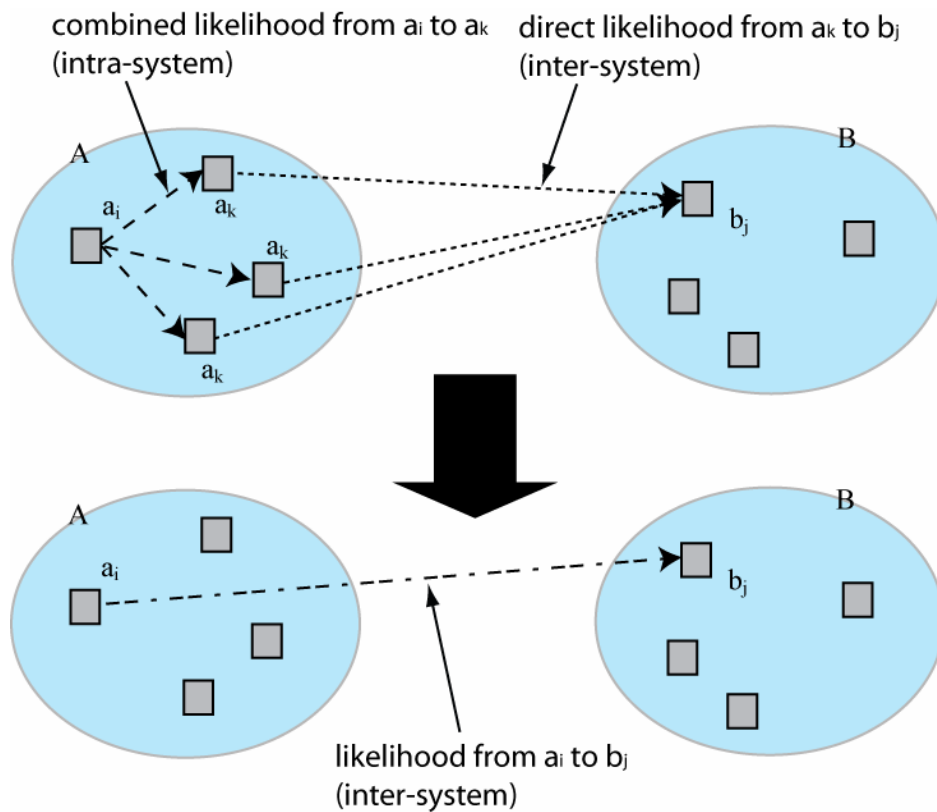 combined likelihood from ai to ak
(intra-system)
direct likelihood from ak to bj
(inter-system)
A
B
ai
ak
ak
ak
bj
A
B
ai
bj
likelihood from ai to bj
(inter-system)